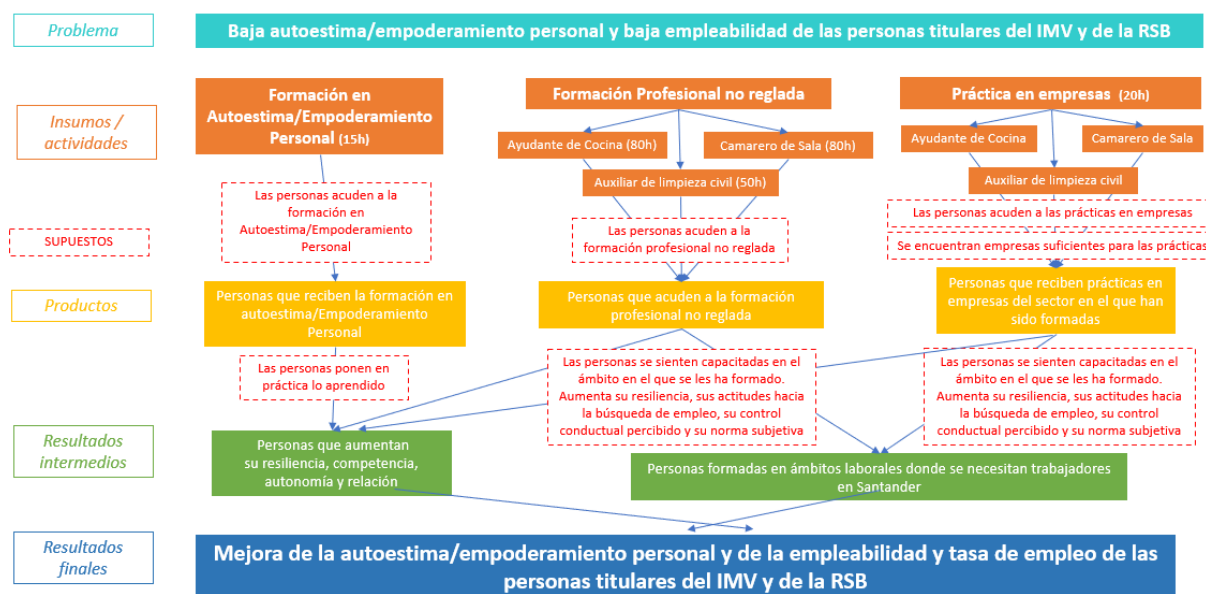 Problema
Baja autoestima/empoderamiento personal y baja empleabilidad de las personas titulares del IMV y de la RSB
Insumos /
actividades
Formación en
Autoestima/Empoderamiento
Personal (15h)
Formación Profesional no reglada
Ayudante de Cocina (80h)
Camarero de Sala (80h)
Auxiliar de limpieza civil (50h)
Práctica en empresas (20h)
Ayudante de Cocina
Camarero de Sala
Auxiliar de limpieza civil
SUPUESTOS
Las personas acuden a la
formación en
Autoestima/Empoderamiento
Personal
Las personas acuden a la
formación profesional no reglada
Las personas acuden a las prácticas en empresas
Se encuentran empresas suficientes para las prácticas
Productos
Personas que reciben la formación en
autoestima/Empoderamiento
Personal
Personas que acuden a la formación
profesional no reglada
Personas que reciben prácticas en
empresas del sector en el que han
sido formadas
Las personas ponen en
práctica lo aprendido
Las personas se sienten capacitadas en el
ámbito en el que se les ha formado.
Aumenta su resiliencia, sus actitudes hacia
la búsqueda de empleo, su control
conductual percibido y su norma subjetiva
Las personas se sienten capacitadas en el
ámbito en el que se les ha formado.
Aumenta su resiliencia, sus actitudes hacia
la búsqueda de empleo, su control
conductual percibido y su norma subjetiva
Resultados
intermedios
Personas que aumentan
su resiliencia, competencia,
autonomía y relación
Personas formadas en ámbitos laborales donde se necesitan trabajadores
en Santander
Resultados
finales
Mejora de la autoestima/empoderamiento personal y de la empleabilidad y tasa de empleo de las
personas titulares del IMV y de la RSB